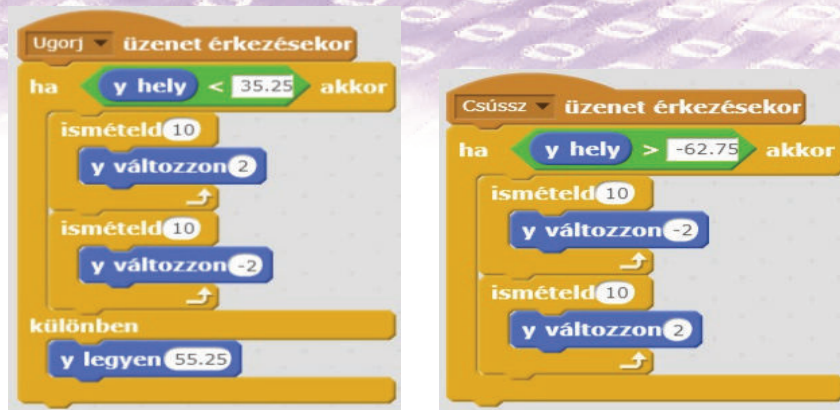 Ugorj üzenet érkezésekor
ha y hely < 35.25 akkor
ismételd 10
y változzon 2
ismételd 10
y változzon -2
különben
y legyen 55.25
Csússz üzenet érkezésekor
ha y hely > -62.75 akkor
ismételd 10
y változzon -2
ismételd 10
y változzon 2